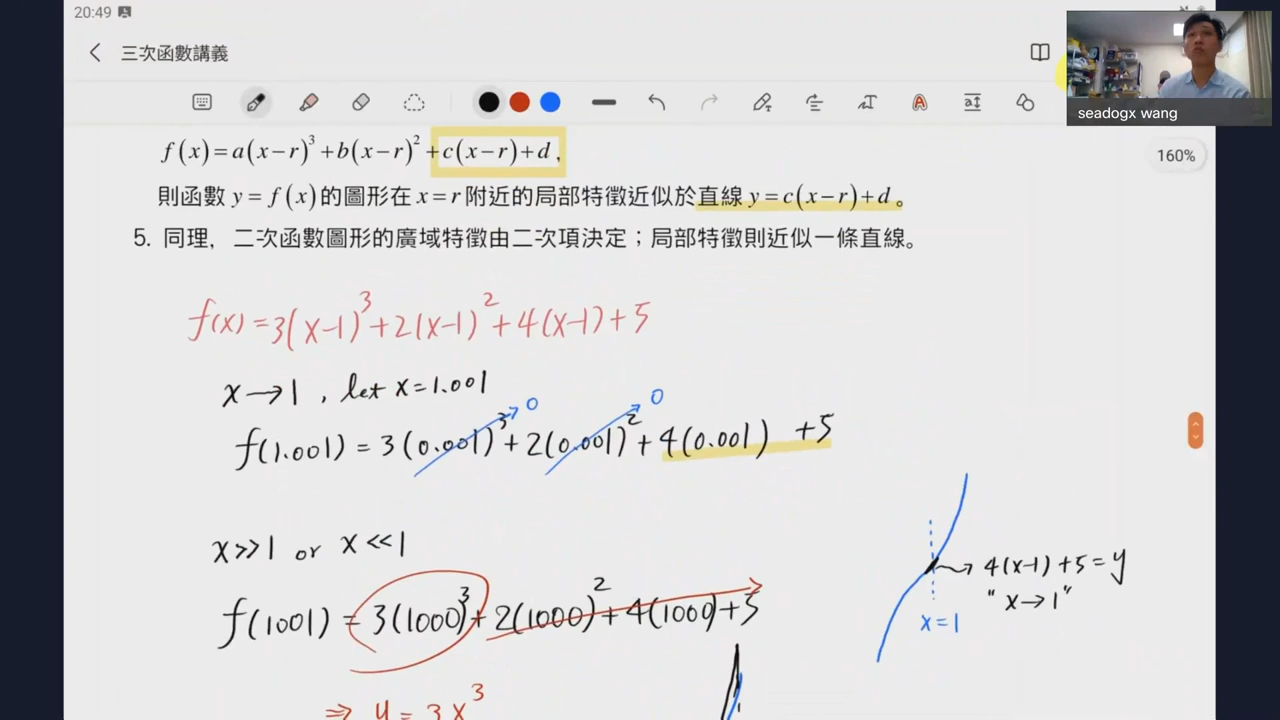 20:49
三次函數講義
160%
seadogx wang
f(x)=a(x−r)³+b(x−r)²+c(x−r)+d,
則函數 y=f(x)的圖形在 x=r 附近的局部特徵近似於直線 y=c(x−r)+d。
5. 同理，二次函數圖形的廣域特徵由二次項決定；局部特徵則近似一條直線。
f(x)=3(x−1)³+2(x−1)²+4(x−1)+5
x→1, let x=1.001
0 0
f(1.001)=3(0.001)³+2(0.001)²+4(0.001) +5
x>>1 or x<<1
f(1001)=3(1000)³+2(1000)²+4(1000)+5
⇒ y=3x³
4(x−1)+5=y
"x→1"
x=1